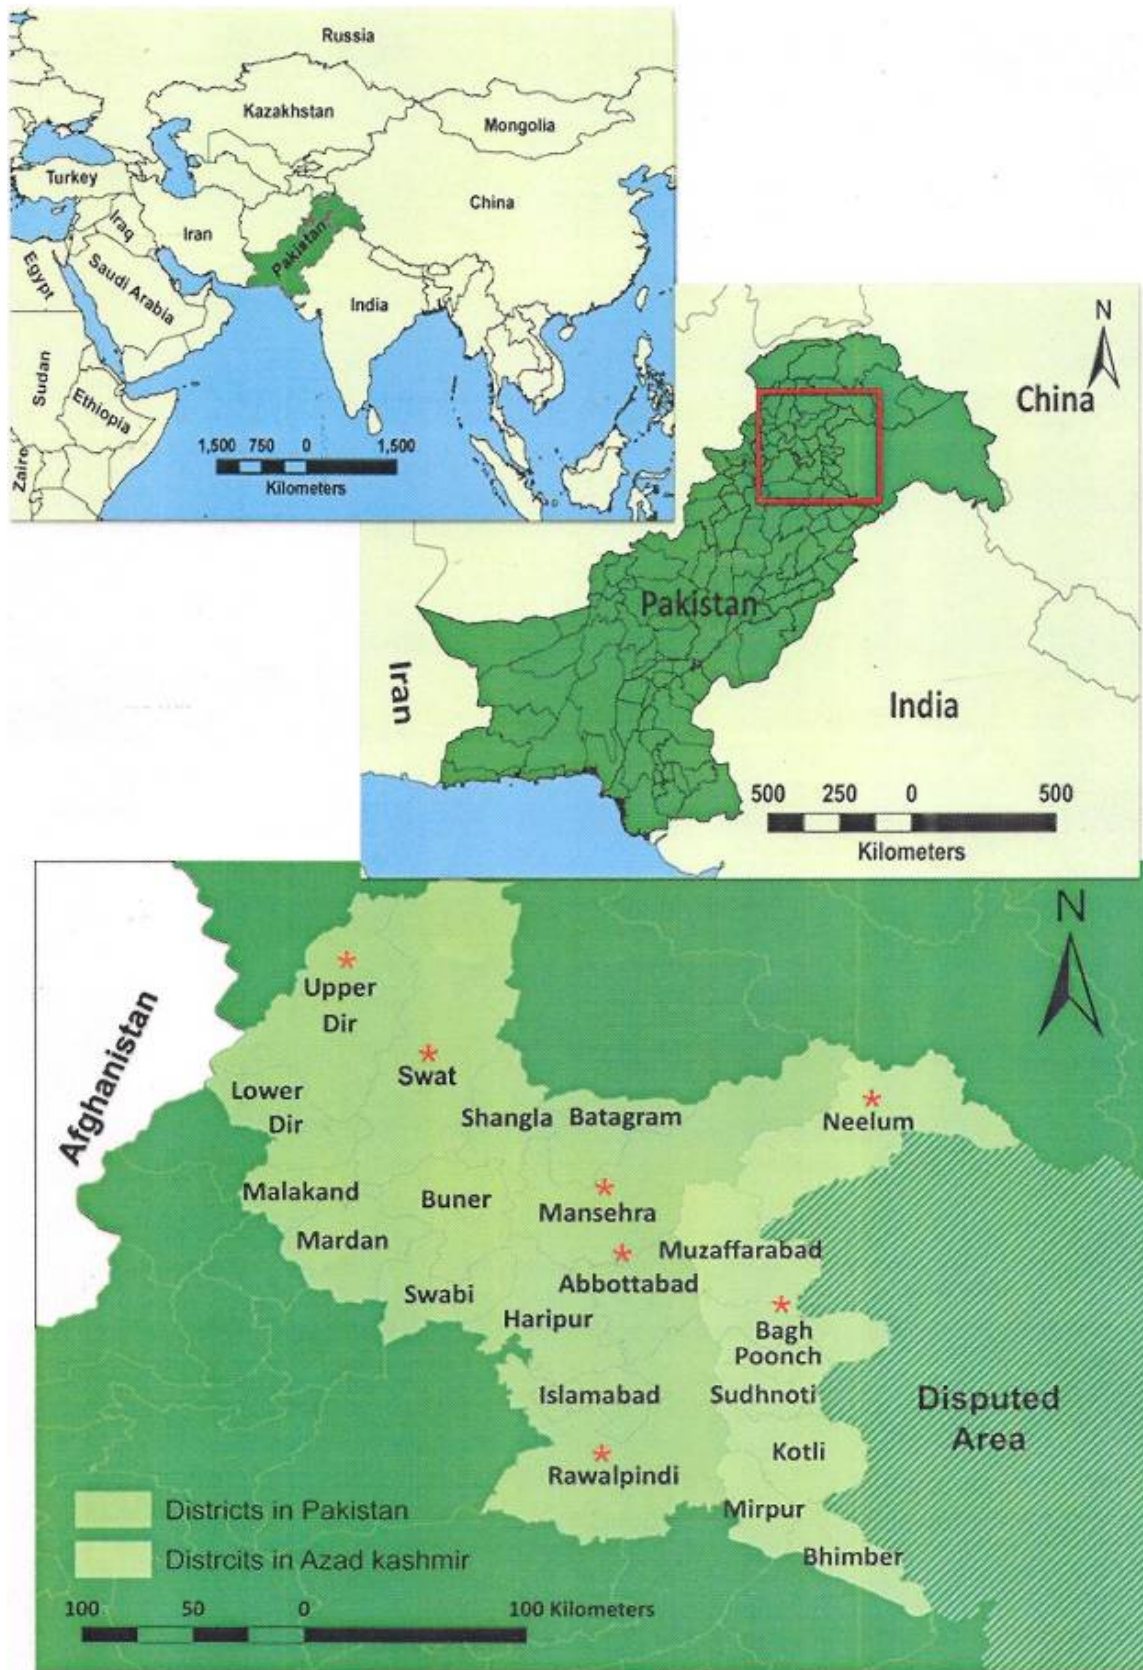 Russia
Kazakhstan
Mongolia
Turkey
China
Iraq
Iran
Pakistan
Egypt
Saudi Arabia
India
Sudan
Ethiopia
Zaire
1,500 750 0 1,500
Kilometers
N
China
Pakistan
Iran
India
500 250 0 500
Kilometers
N
Afghanistan
Upper
Dir
Swat
Lower
Dir
Shangla Batagram
Neelum
Malakand
Buner
Mansehra
Mardan
Muzaffarabad
Abbottabad
Swabi
Haripur
Bagh
Poonch
Islamabad
Sudhnoti
Disputed
Area
Kotli
Rawalpindi
Mirpur
Bhimber
Districts in Pakistan
Distrcits in Azad kashmir
100 50 0 100 Kilometers